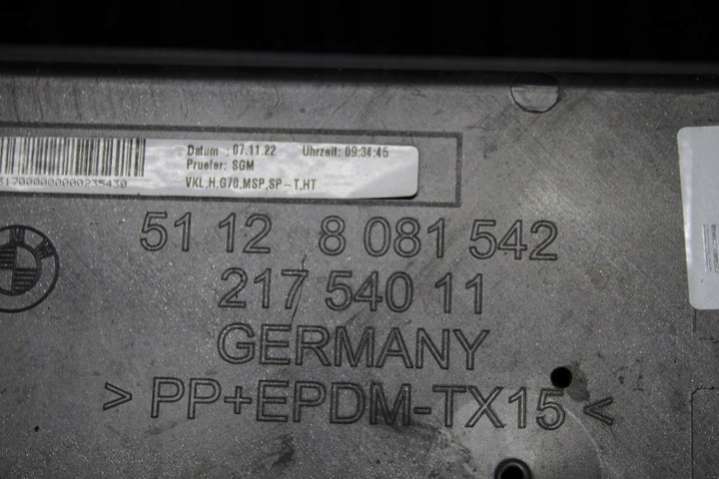 Datum : 07.11.22 Uhrzeit: 09:34:45
Pruefer: SGM
VKL,H,G70,MSP,SP-T,HT
51 12 8 081 542
217 540 11
GERMANY
> PP+EPDM-TX15 <
BMW